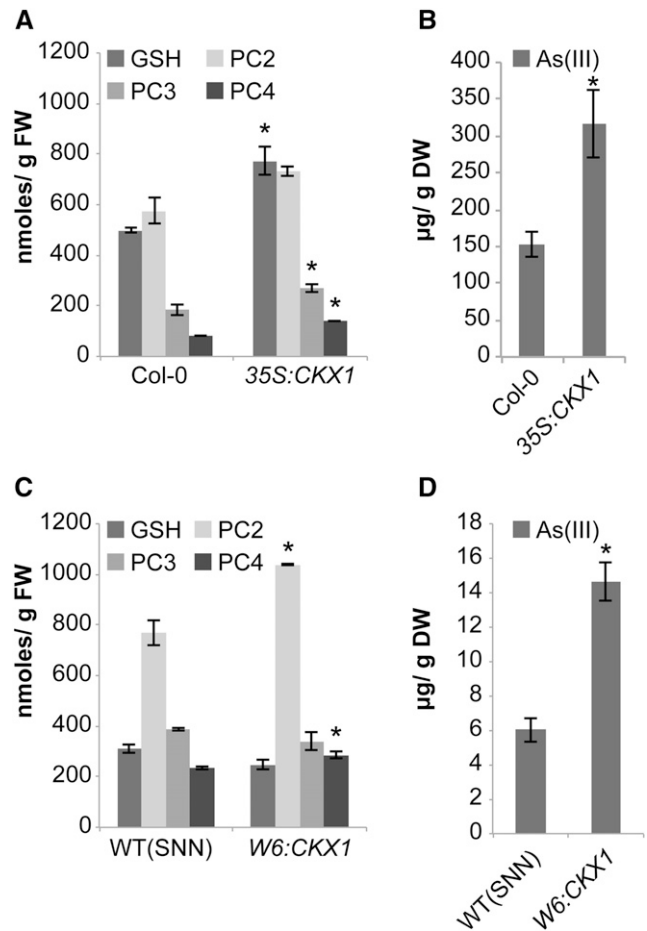 A
nmoles/ g FW
1200
1000
800
600
400
200
0
GSH PC2
PC3 PC4
*
*
*
Col-0 35S:CKX1
B
µg/ g DW
400
350
300
250
200
150
100
50
0
As(III)
*
Col-0
35S:CKX1
C
nmoles/ g FW
1200
1000
800
600
400
200
0
GSH PC2
PC3 PC4
*
*
WT(SNN) W6:CKX1
D
µg/ g DW
18
16
14
12
10
8
6
4
2
0
As(III)
*
WT(SNN)
W6:CKX1